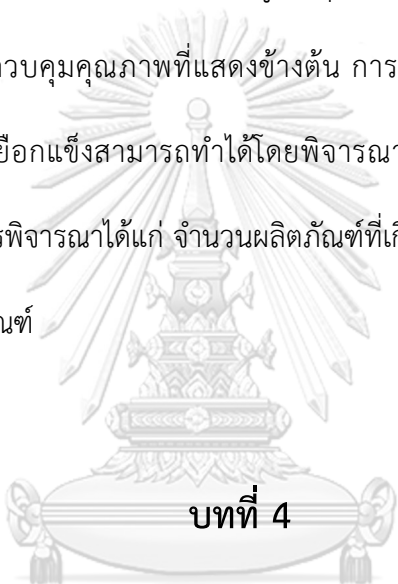 วบคุมคุณภาพที่แสดงข้างต้น การ
ยือกแข็งสามารถทำได้โดยพิจารณา
รพิจารณาได้แก่ จำนวนผลิตภัณฑ์ที่เกี
ณฑ์
บทที่ 4